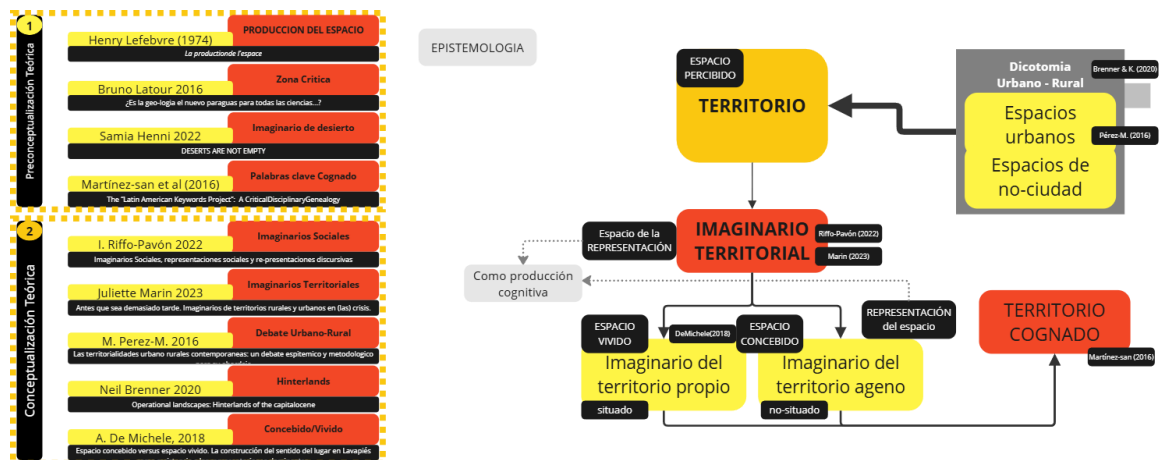 1
Preconceptualización Teórica
PRODUCCION DEL ESPACIO
Henry Lefebvre (1974)
La productionde l'espace
Zona Critica
Bruno Latour 2016
¿Es la geo-logia el nuevo paraguas para todas las ciencias...?
Imaginario de desierto
Samia Henni 2022
DESERTS ARE NOT EMPTY
Palabras clave Cognado
Martínez-san et al (2016)
The "Latin American Keywords Project": A CriticalDisciplinaryGenealogy
2
Conceptualización Teórica
Imaginarios Sociales
I. Riffo-Pavón 2022
Imaginarios Sociales, representaciones sociales y re-presentaciones discursivas
Imaginarios Territoriales
Juliette Marin 2023
Antes que sea demasiado tarde. Imaginarios de territorios rurales y urbanos en (las) crisis.
Debate Urbano-Rural
M. Perez-M. 2016
Las territorialidades urbano rurales contemporaneas: un debate espitemico y metodologico
Hinterlands
Neil Brenner 2020
Operational landscapes: Hinterlands of the capitalocene
Concebido/Vivido
A. De Michele, 2018
Espacio concebido versus espacio vivido. La construcción del sentido del lugar en Lavapiés
EPISTEMOLOGIA
ESPACIO
PERCIBIDO
TERRITORIO
Dicotomia
Urbano - Rural
Brenner & K. (2020)
Espacios
urbanos
Pérez-M. (2016)
Espacios de
no-ciudad
Espacio de la
REPRESENTACIÓN
IMAGINARIO
TERRITORIAL
Riffo-Pavón (2022)
Marin (2023)
Como producción
cognitiva
ESPACIO
VIVIDO
DeMichele(2018)
Imaginario del
territorio propio
situado
ESPACIO
CONCEBIDO
Imaginario del
territorio ageno
no-situado
REPRESENTACIÓN
del espacio
TERRITORIO
COGNADO
Martínez-san (2016)